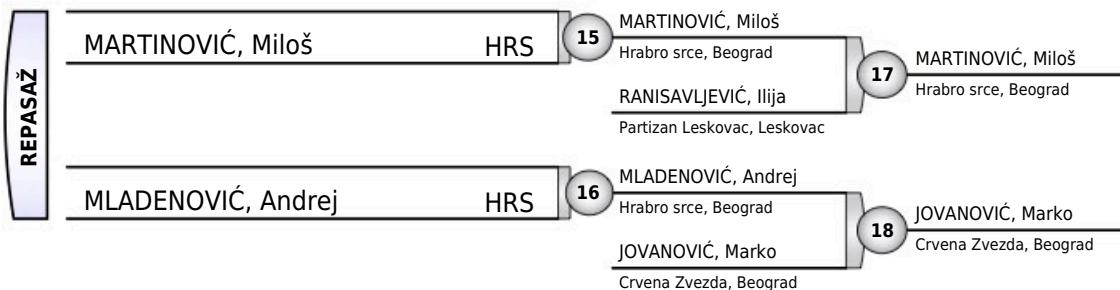 REPASAŽ
MARTINOVIĆ, Miloš HRS
15
MARTINOVIĆ, Miloš
Hrabro srce, Beograd
RANISAVLJEVIĆ, Ilija
Partizan Leskovac, Leskovac
17
MARTINOVIĆ, Miloš
Hrabro srce, Beograd
MLADENOVIĆ, Andrej HRS
16
MLADENOVIĆ, Andrej
Hrabro srce, Beograd
JOVANOVIĆ, Marko
Crvena Zvezda, Beograd
18
JOVANOVIĆ, Marko
Crvena Zvezda, Beograd